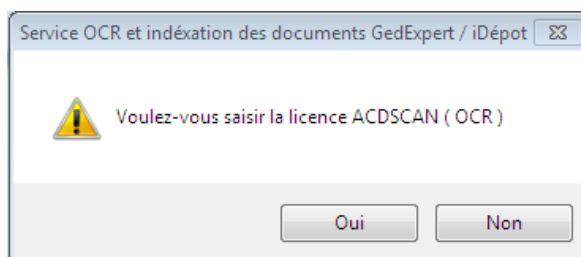 Service OCR et indéxation des documents GedExpert / iDépot
Voulez-vous saisir la licence ACDSCAN ( OCR )
Oui Non